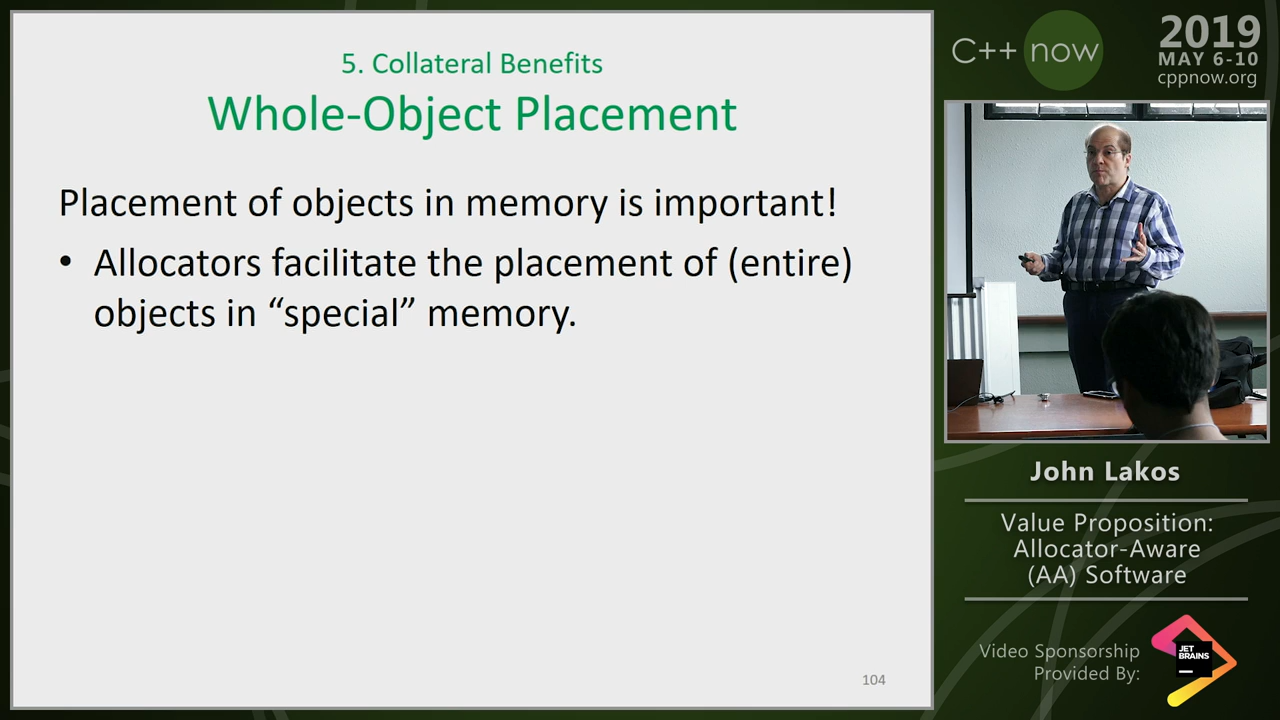 5. Collateral Benefits
Whole-Object Placement
Placement of objects in memory is important!
• Allocators facilitate the placement of (entire)
objects in “special” memory.
104
C++ now
2019
MAY 6-10
cppnow.org
John Lakos
Value Proposition:
Allocator-Aware
(AA) Software
Video Sponsorship
Provided By:
JET
BRAINS